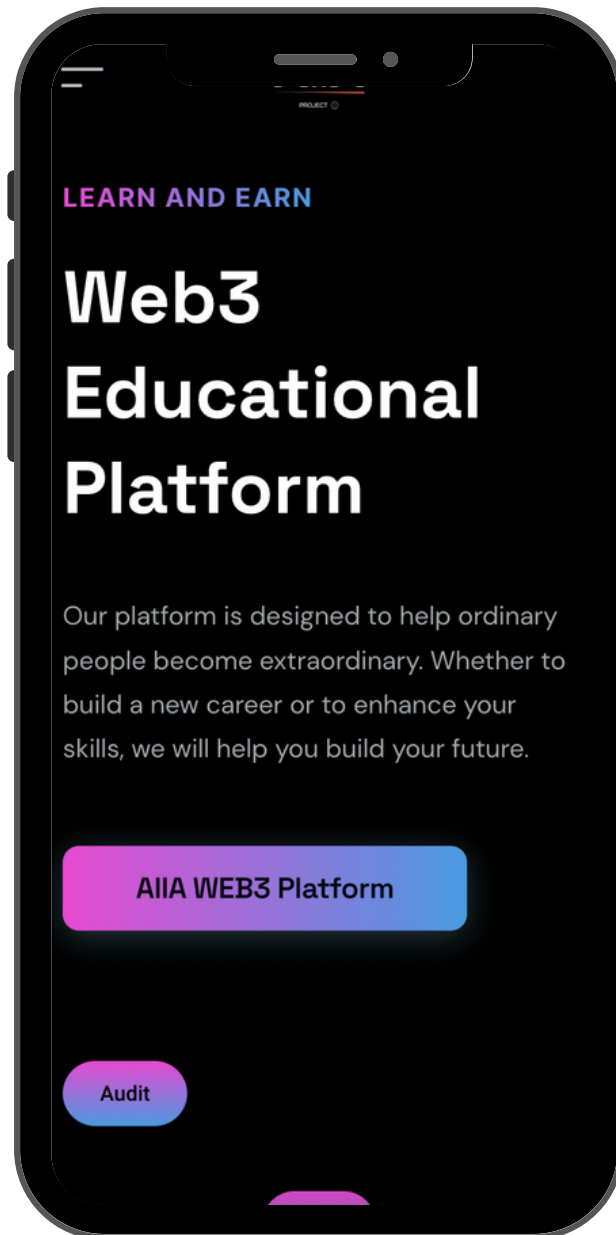 PROJECT
LEARN AND EARN
Web3
Educational
Platform
Our platform is designed to help ordinary
people become extraordinary. Whether to
build a new career or to enhance your
skills, we will help you build your future.
AIIA WEB3 Platform
Audit